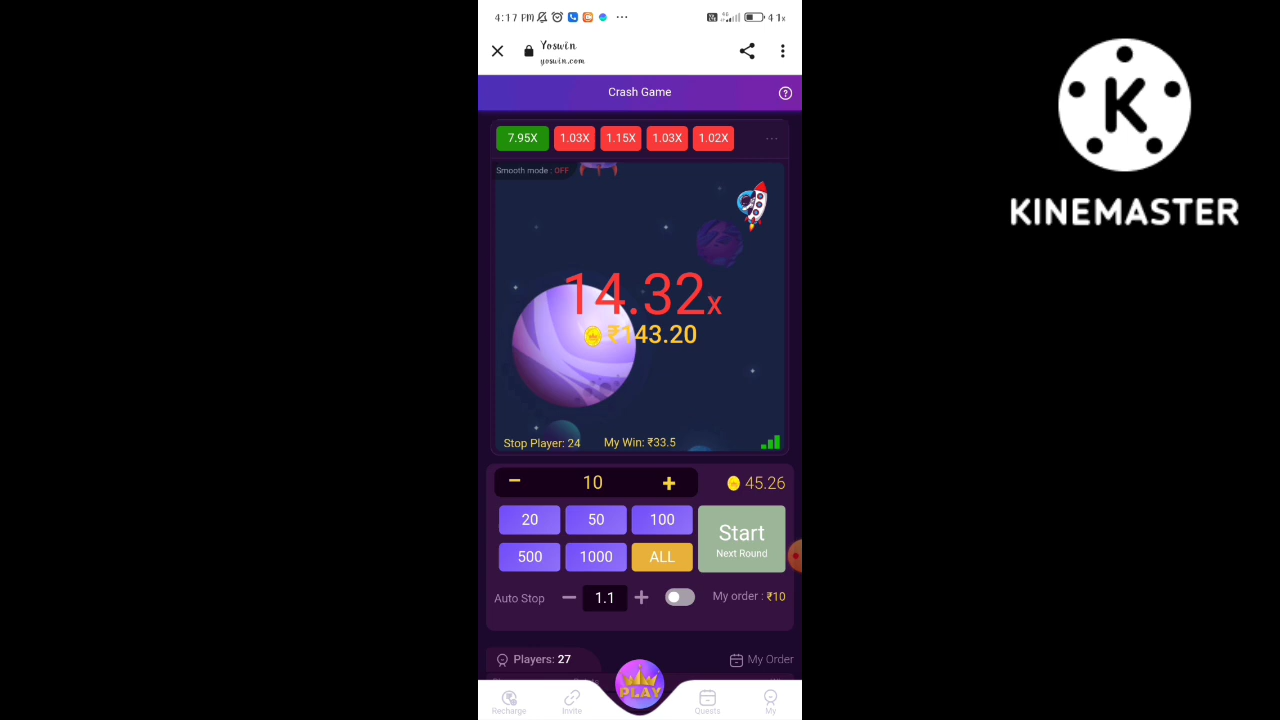 4:17 PM
41%
Yoswin
yoswin.com
Crash Game
7.95X 1.03X 1.15X 1.03X 1.02X
Smooth mode : OFF
14.32x
₹143.20
Stop Player: 24 My Win: ₹33.5
− 10 + 45.26
20 50 100
Start
Next Round
500 1000 ALL
Auto Stop − 1.1 + My order : ₹10
Players: 27 My Order
PLAY
Recharge Invite Quests My
K
KINEMASTER